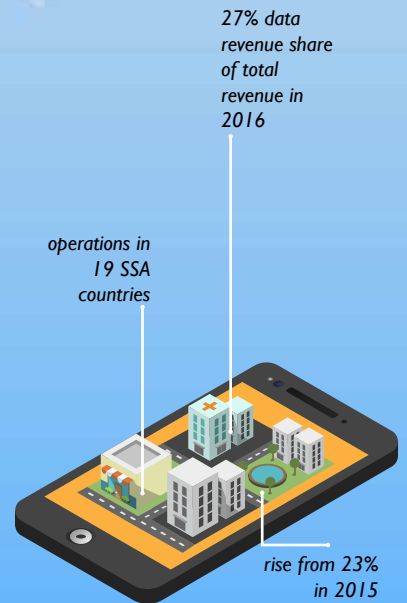 27% data
revenue share
of total
revenue in
2016
operations in
19 SSA
countries
rise from 23%
in 2015